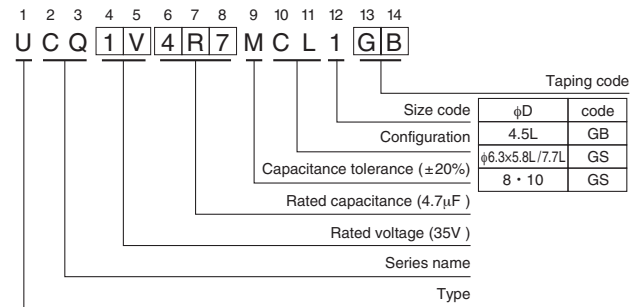 1 2 3 4 5 6 7 8 9 10 11 12 13 14
U C Q 1 V 4 R 7 M C L 1 G B
Taping code
Size code
Configuration
Capacitance tolerance (±20%)
Rated capacitance (4.7μF )
Rated voltage (35V )
Series name
Type
ϕD code
4.5L GB
ϕ6.3×5.8L/7.7L GS
8・10 GS